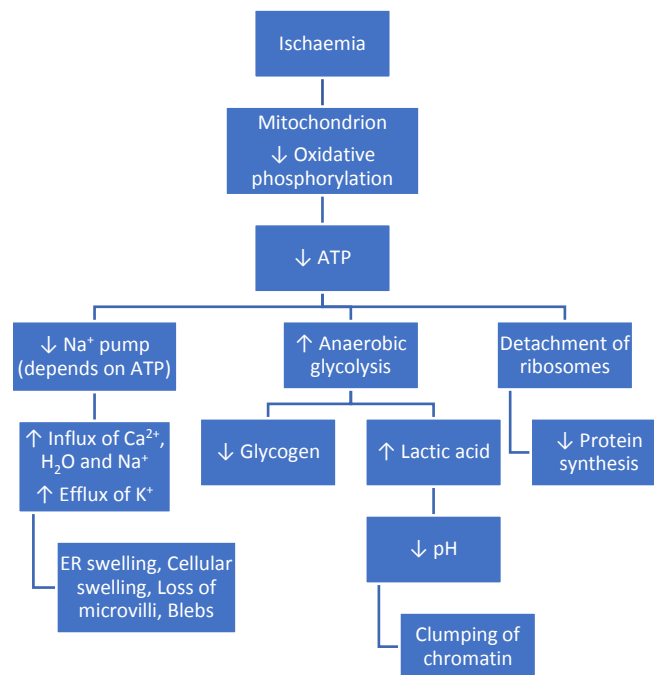 Ischaemia
Mitochondrion
↓ Oxidative
phosphorylation
↓ ATP
↓ Na⁺ pump
(depends on ATP)
↑ Anaerobic
glycolysis
Detachment of
ribosomes
↑ Influx of Ca²⁺,
H₂O and Na⁺
↑ Efflux of K⁺
↓ Glycogen
↑ Lactic acid
↓ Protein
synthesis
ER swelling, Cellular
swelling, Loss of
microvilli, Blebs
↓ pH
Clumping of
chromatin